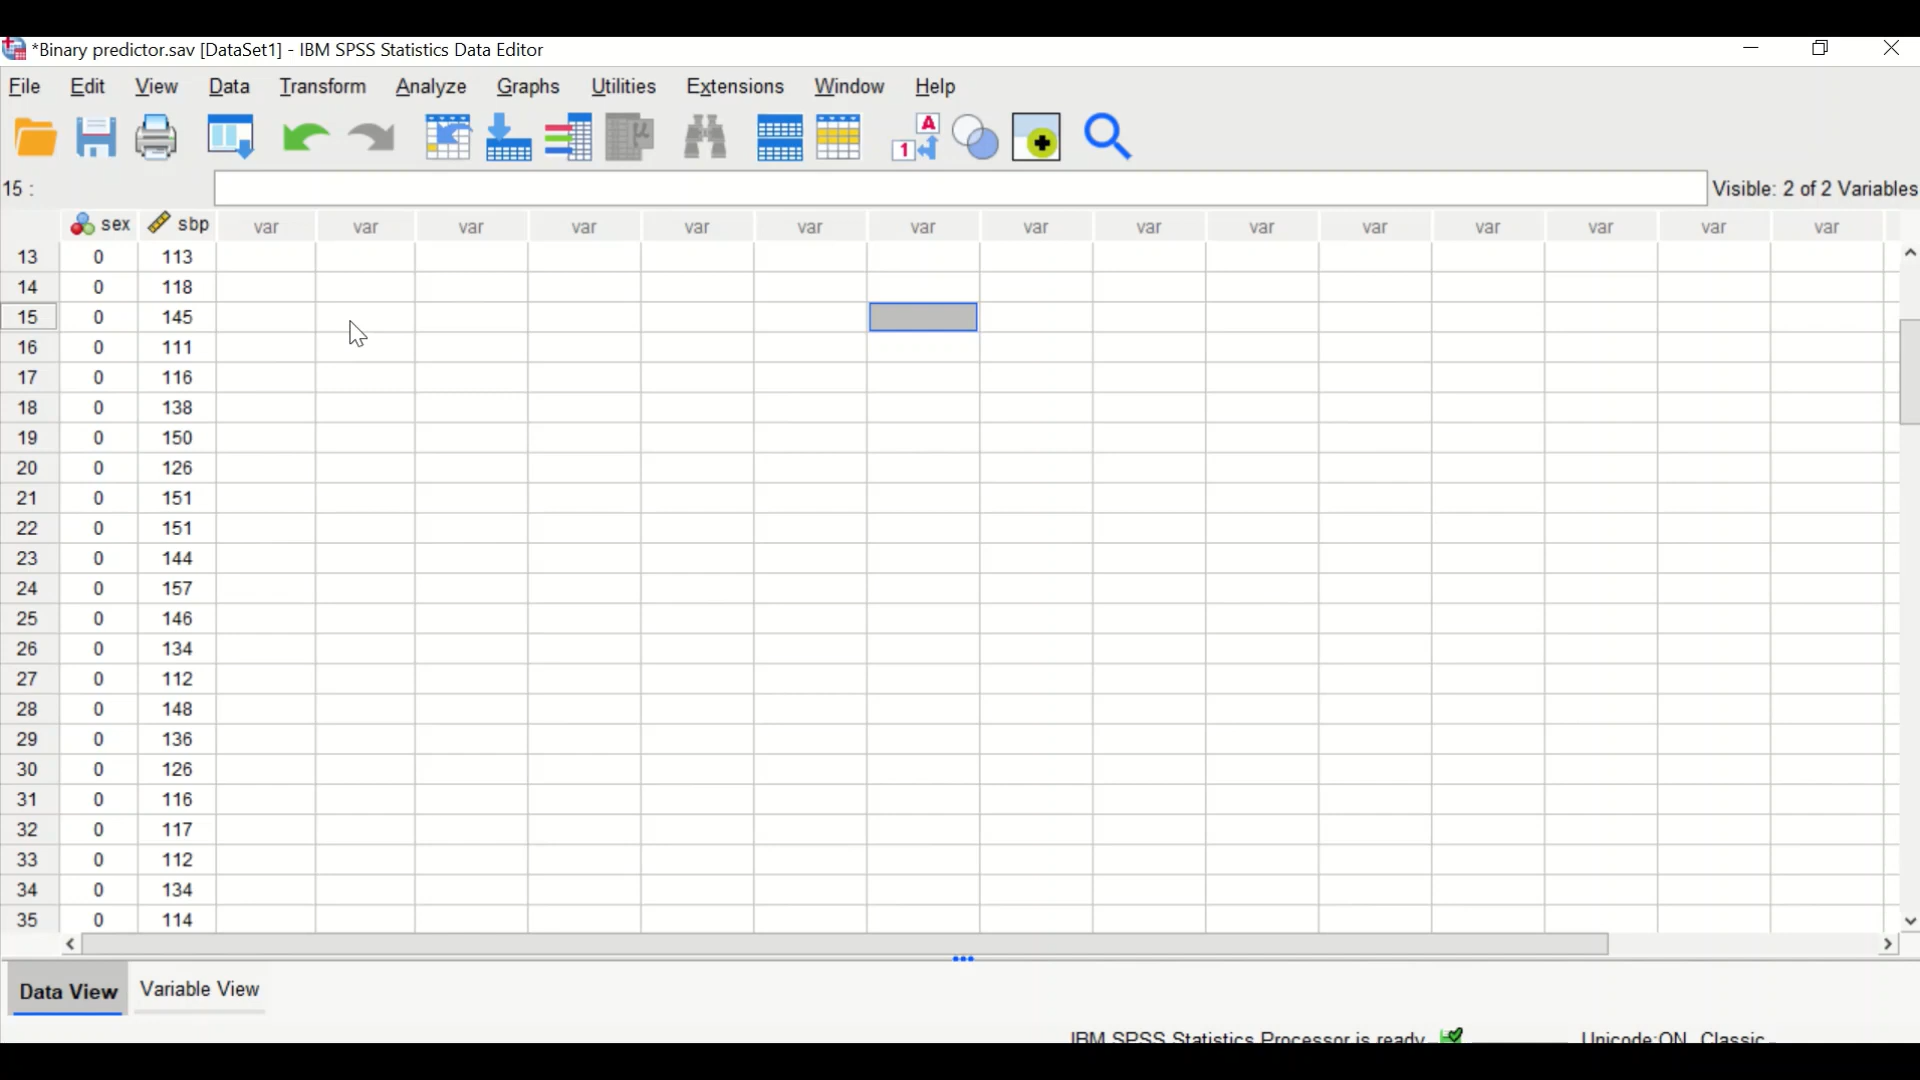 *Binary predictor.sav [DataSet1] - IBM SPSS Statistics Data Editor
File Edit View Data Transform Analyze Graphs Utilities Extensions Window Help
15 : Visible: 2 of 2 Variables
sex sbp var var var var var var var var var var var var var var var
13 0 113
14 0 118
15 0 145
16 0 111
17 0 116
18 0 138
19 0 150
20 0 126
21 0 151
22 0 151
23 0 144
24 0 157
25 0 146
26 0 134
27 0 112
28 0 148
29 0 136
30 0 126
31 0 116
32 0 117
33 0 112
34 0 134
35 0 114
Data View Variable View
IBM SPSS Statistics Processor is ready Unicode:ON Classic